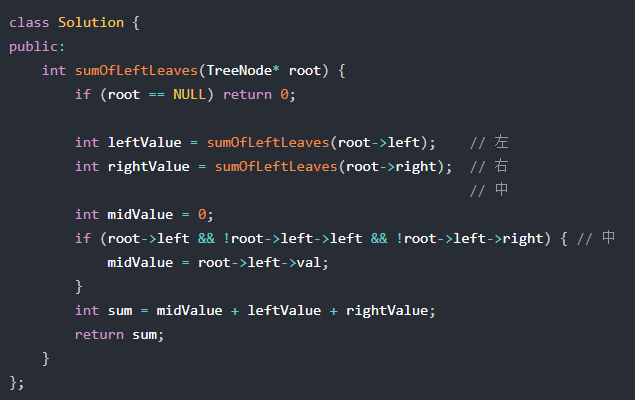 class Solution {
public:
    int sumOfLeftLeaves(TreeNode* root) {
        if (root == NULL) return 0;

        int leftValue = sumOfLeftLeaves(root->left);    // 左
        int rightValue = sumOfLeftLeaves(root->right);  // 右
                                                        // 中
        int midValue = 0;
        if (root->left && !root->left->left && !root->left->right) { // 中
            midValue = root->left->val;
        }
        int sum = midValue + leftValue + rightValue;
        return sum;
    }
};